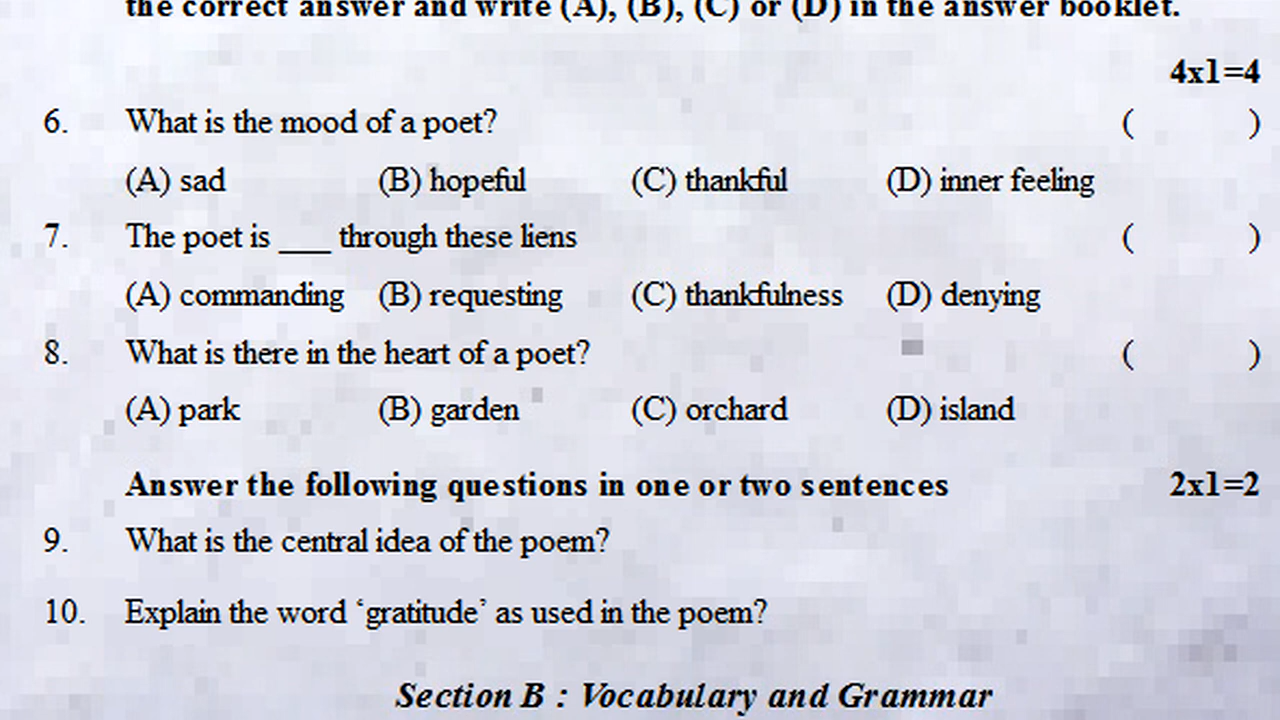 the correct answer and write (A), (B), (C) or (D) in the answer booklet.
4x1=4
6. What is the mood of a poet? ( )
(A) sad (B) hopeful (C) thankful (D) inner feeling
7. The poet is ___ through these liens ( )
(A) commanding (B) requesting (C) thankfulness (D) denying
8. What is there in the heart of a poet? ( )
(A) park (B) garden (C) orchard (D) island
Answer the following questions in one or two sentences 2x1=2
9. What is the central idea of the poem?
10. Explain the word ‘gratitude’ as used in the poem?
Section B : Vocabulary and Grammar